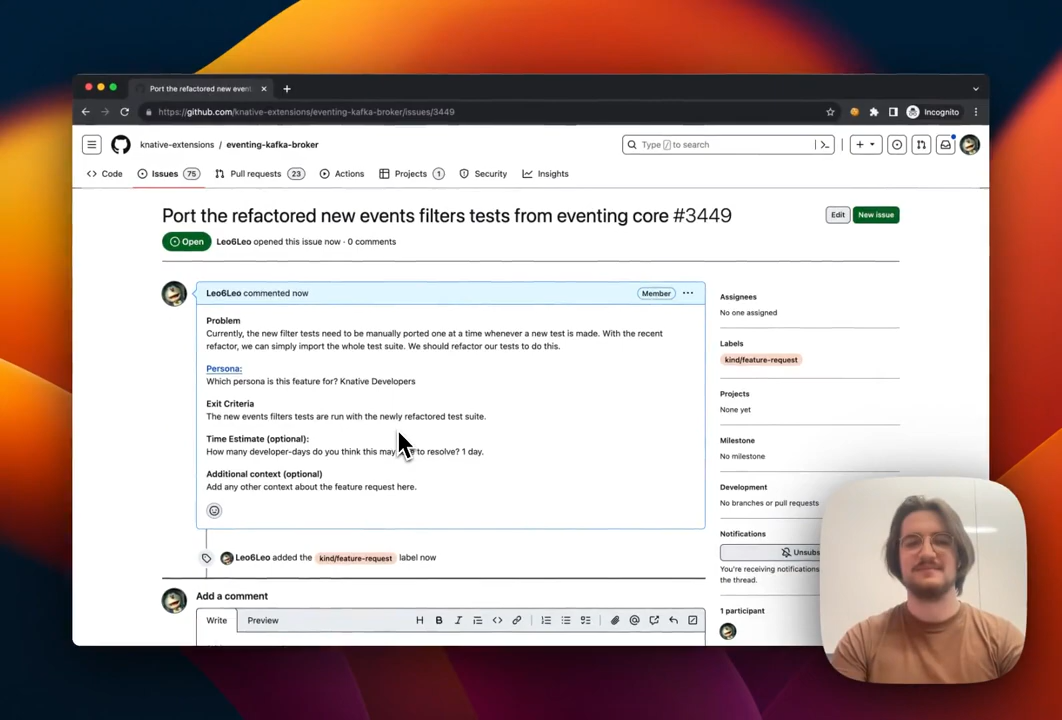 Port the refactored new even
https://github.com/knative-extensions/eventing-kafka-broker/issues/3449
Incognito
knative-extensions / eventing-kafka-broker
Type / to search
Code
Issues 75
Pull requests 23
Actions
Projects 1
Security
Insights
Port the refactored new events filters tests from eventing core #3449
Edit
New issue
Open
Leo6Leo opened this issue now · 0 comments
Leo6Leo commented now
Member
Problem
Currently, the new filter tests need to be manually ported one at a time whenever a new test is made. With the recent
refactor, we can simply import the whole test suite. We should refactor our tests to do this.
Persona:
Which persona is this feature for? Knative Developers
Exit Criteria
The new events filters tests are run with the newly refactored test suite.
Time Estimate (optional):
How many developer-days do you think this may to resolve? 1 day.
Additional context (optional)
Add any other context about the feature request here.
Leo6Leo added the kind/feature-request label now
Add a comment
Write
Preview
H B I
Assignees
No one assigned
Labels
kind/feature-request
Projects
None yet
Milestone
No milestone
Development
No branches or pull requests
Notifications
Unsubs
You're receiving notifications
the thread.
1 participant